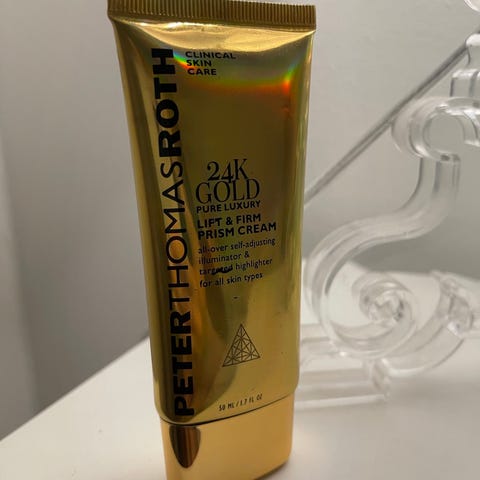 PETERTHOMASROTH
CLINICAL
SKIN
CARE
24K
GOLD
PURE LUXURY
LIFT & FIRM
PRISM CREAM
all-over self-adjusting
illuminator &
targeted highlighter
for all skin types
50 ML / 1.7 FL OZ